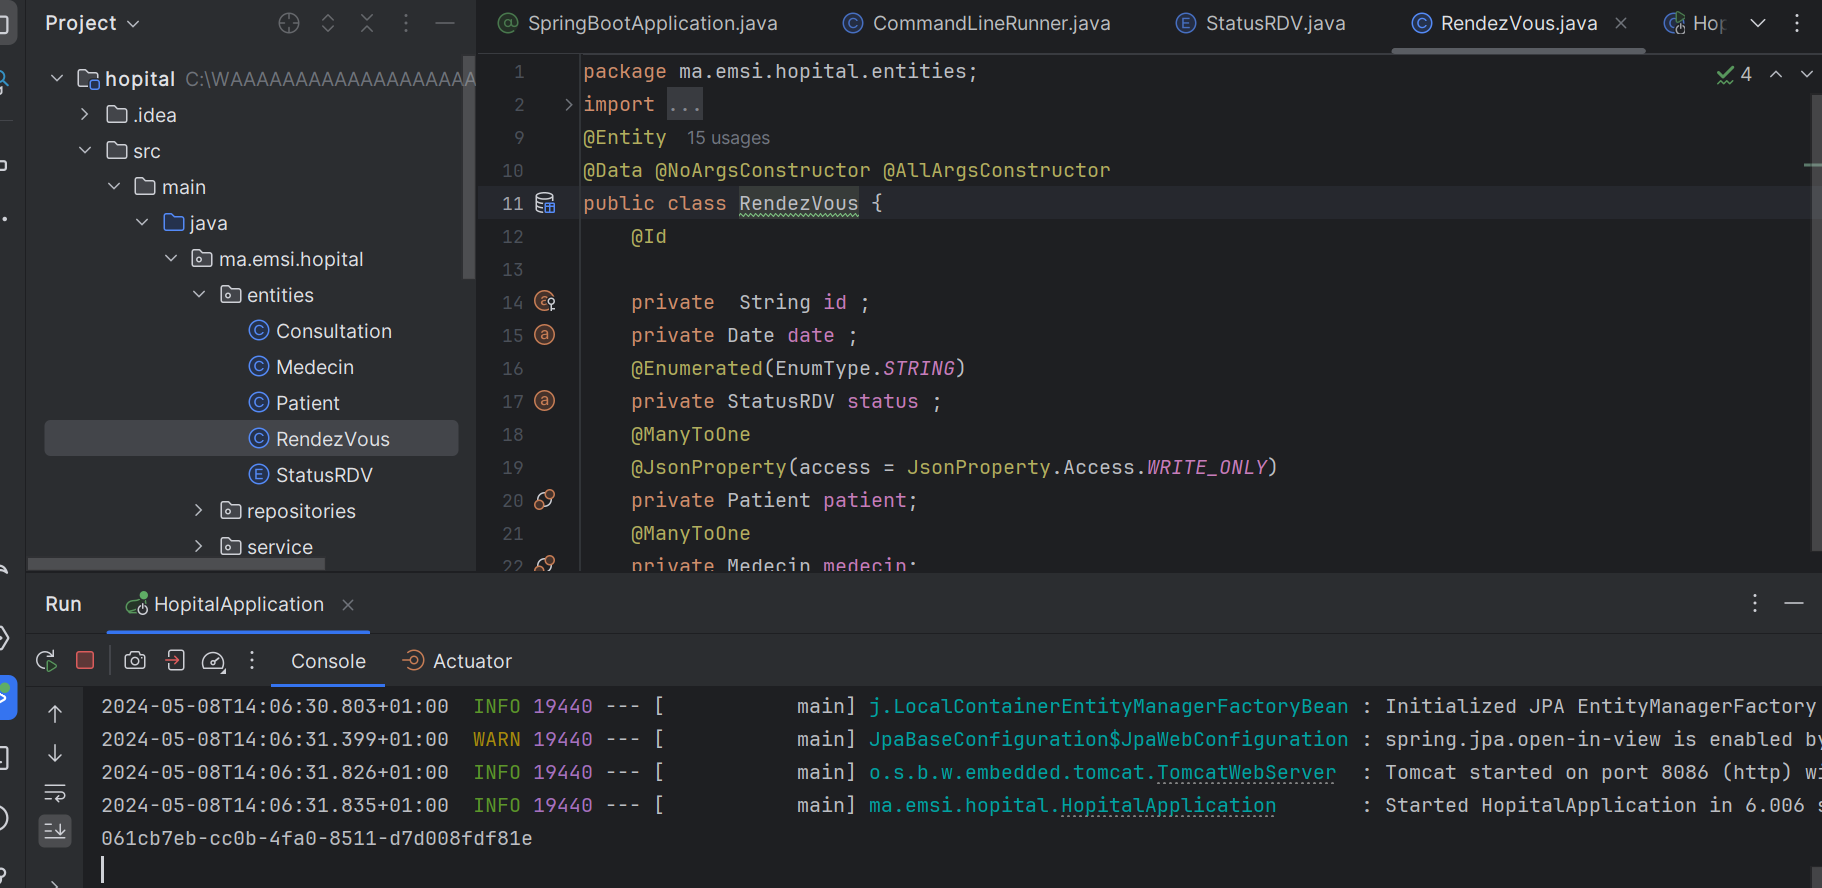 Project
SpringBootApplication.java
CommandLineRunner.java
StatusRDV.java
RendezVous.java
Hop
hopital C:\WAAAAAAAAAAAAAAAAAAA
.idea
src
main
java
ma.emsi.hopital
entities
Consultation
Medecin
Patient
RendezVous
StatusRDV
repositories
service
4
1 package ma.emsi.hopital.entities;
2 import ...
9 @Entity 15 usages
10 @Data @NoArgsConstructor @AllArgsConstructor
11 public class RendezVous {
12 @Id
13
14 private String id ;
15 private Date date ;
16 @Enumerated(EnumType.STRING)
17 private StatusRDV status ;
18 @ManyToOne
19 @JsonProperty(access = JsonProperty.Access.WRITE_ONLY)
20 private Patient patient;
21 @ManyToOne
22 private Medecin medecin;
Run HopitalApplication
Console Actuator
2024-05-08T14:06:30.803+01:00 INFO 19440 --- [ main] j.LocalContainerEntityManagerFactoryBean : Initialized JPA EntityManagerFactory
2024-05-08T14:06:31.399+01:00 WARN 19440 --- [ main] JpaBaseConfiguration$JpaWebConfiguration : spring.jpa.open-in-view is enabled by
2024-05-08T14:06:31.826+01:00 INFO 19440 --- [ main] o.s.b.w.embedded.tomcat.TomcatWebServer : Tomcat started on port 8086 (http) wi
2024-05-08T14:06:31.835+01:00 INFO 19440 --- [ main] ma.emsi.hopital.HopitalApplication : Started HopitalApplication in 6.006 s
061cb7eb-cc0b-4fa0-8511-d7d008fdf81e